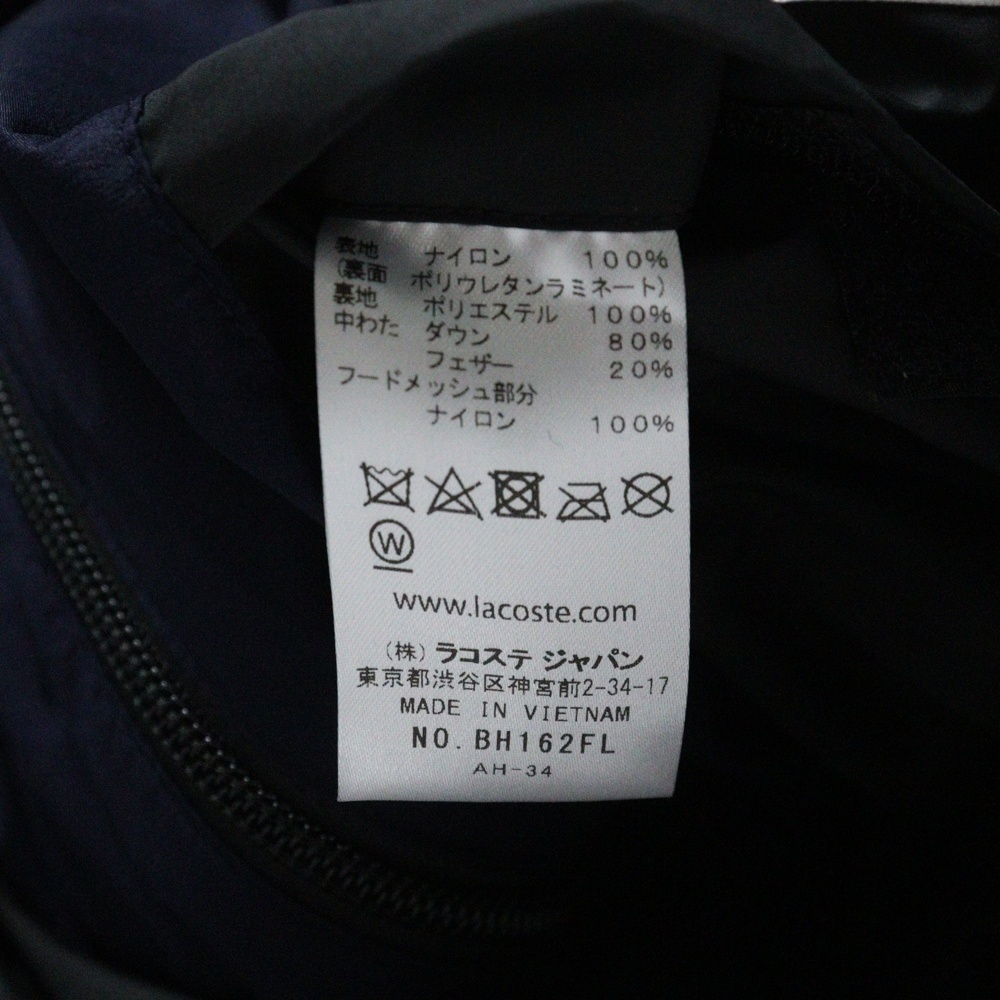 表地 ナイロン 100%
(裏面 ポリウレタンラミネート)
裏地 ポリエステル 100%
中わた ダウン 80%
フェザー 20%
フードメッシュ部分
ナイロン 100%
W
www.lacoste.com
(株) ラコステ ジャパン
東京都渋谷区神宮前2-34-17
MADE IN VIETNAM
NO. BH162FL
AH-34